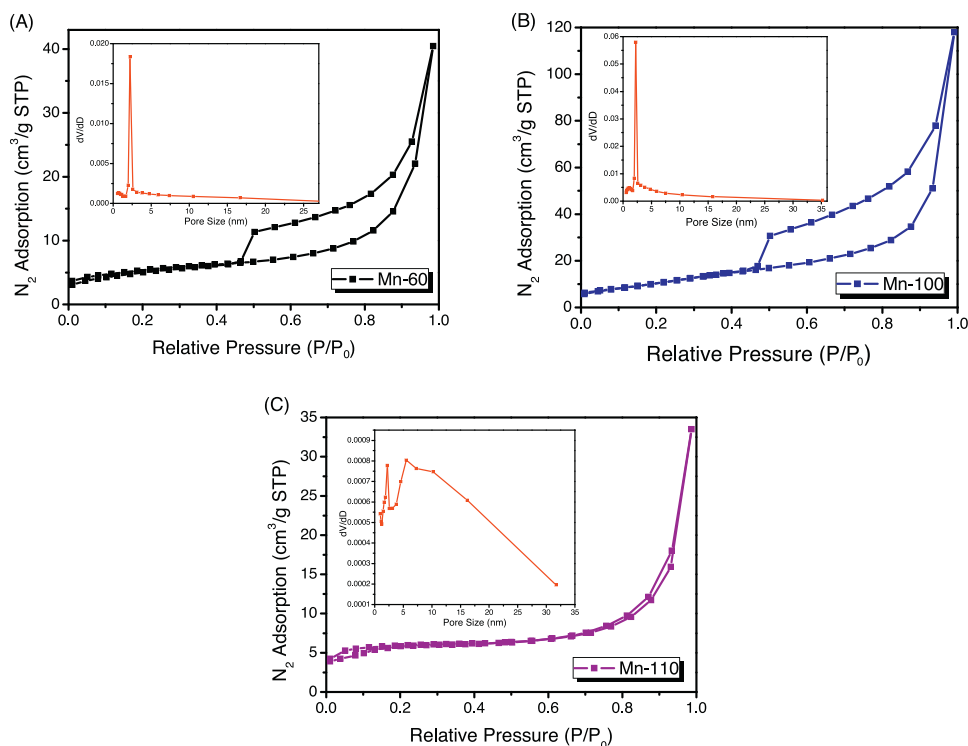 (A)
N₂ Adsorption (cm³/g STP)
40
30
20
10
0
0.0 0.2 0.4 0.6 0.8 1.0
Relative Pressure (P/P₀)
Mn-60
dV/dD
0.020
0.015
0.010
0.005
0.000
0 5 10 15 20 25
Pore Size (nm)
(B)
N₂ Adsorption (cm³/g STP)
120
100
80
60
40
20
0
0.0 0.2 0.4 0.6 0.8 1.0
Relative Pressure (P/P₀)
Mn-100
dV/dD
0.06
0.05
0.04
0.03
0.02
0.01
0.00
0 5 10 15 20 25 30 35
Pore Size (nm)
(C)
N₂ Adsorption (cm³/g STP)
35
30
25
20
15
10
5
0
0.0 0.2 0.4 0.6 0.8 1.0
Relative Pressure (P/P₀)
Mn-110
dV/dD
0.0009
0.0008
0.0007
0.0006
0.0005
0.0004
0.0003
0.0002
0.0001
0 5 10 15 20 25 30 35
Pore Size (nm)